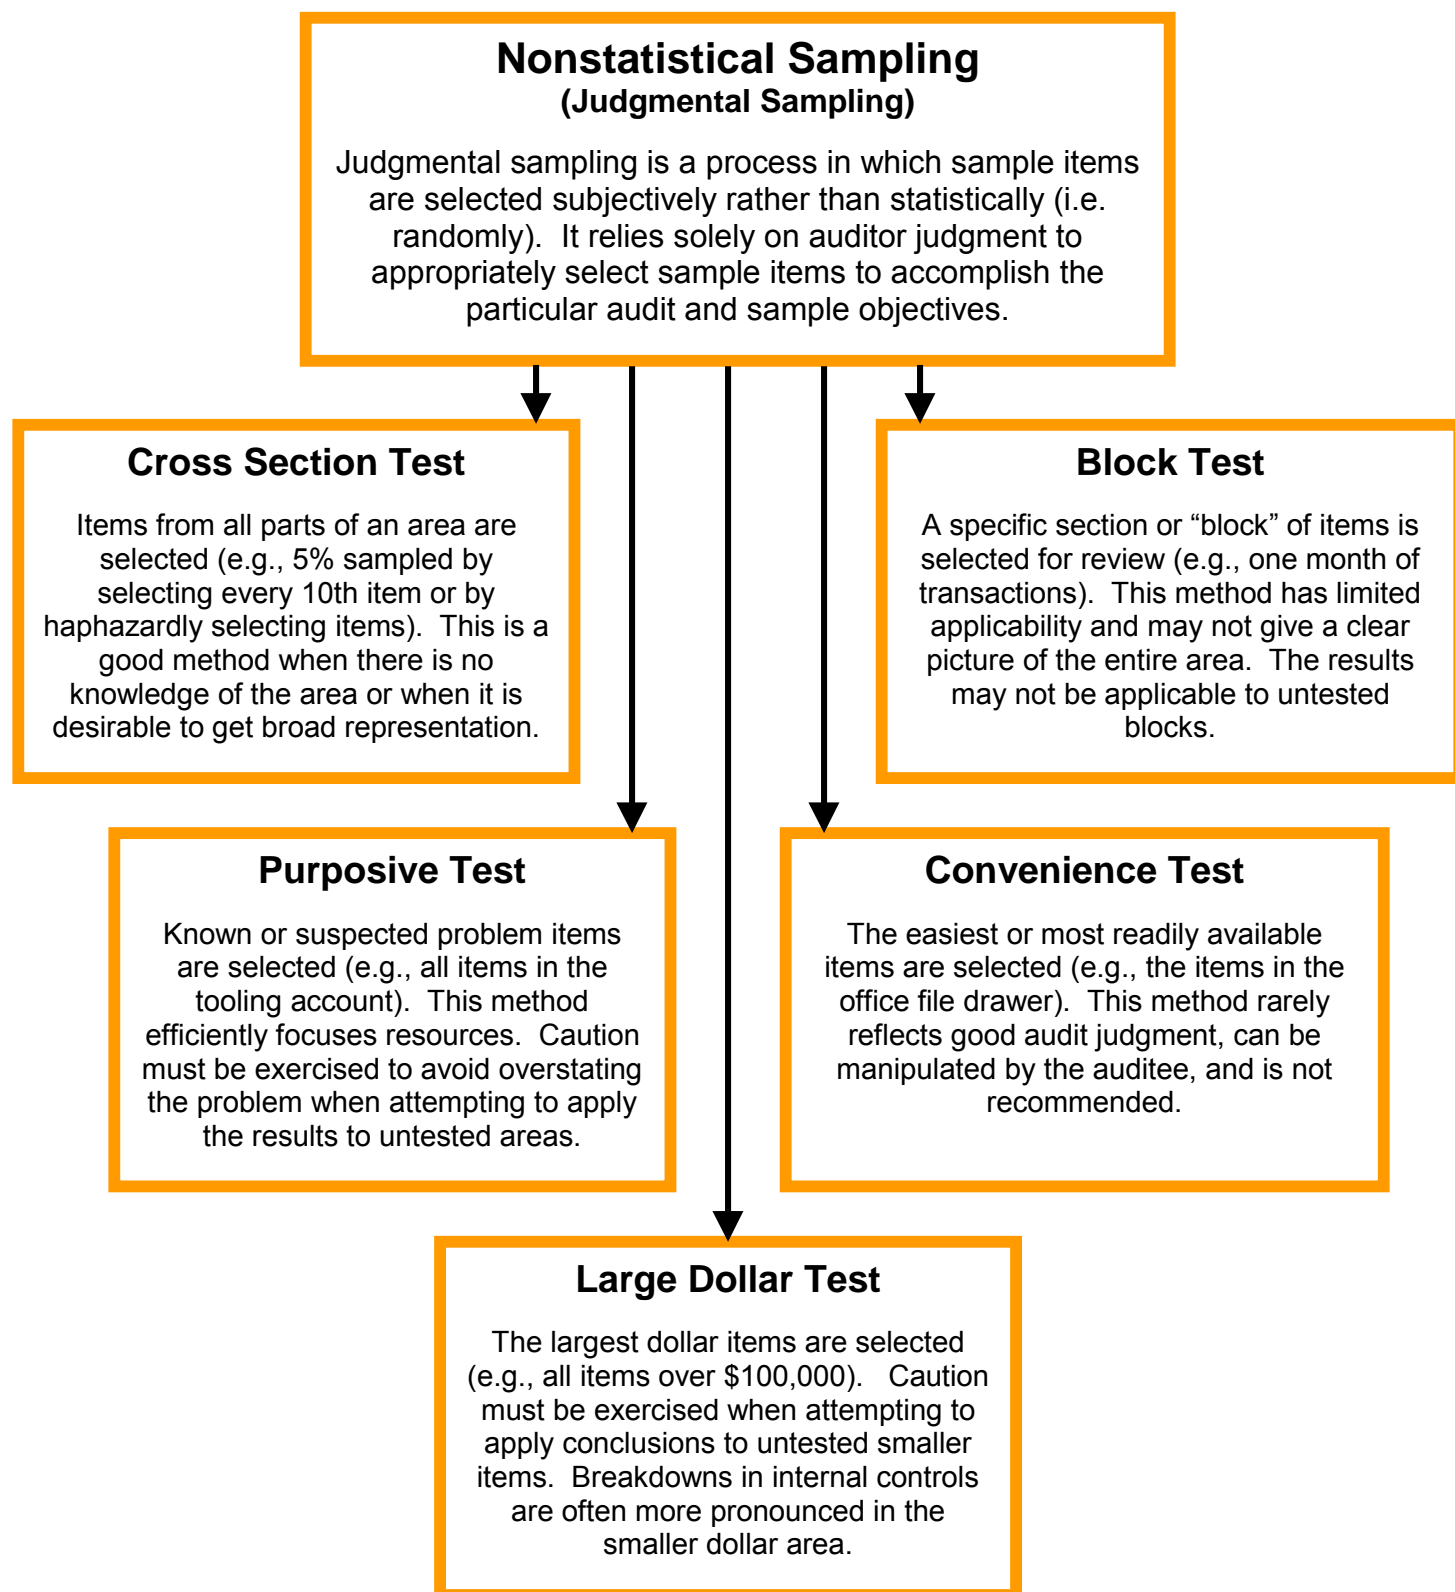 Nonstatistical Sampling
(Judgmental Sampling)
Judgmental sampling is a process in which sample items
are selected subjectively rather than statistically (i.e.
randomly).  It relies solely on auditor judgment to
appropriately select sample items to accomplish the
particular audit and sample objectives.
Cross Section Test
Items from all parts of an area are
selected (e.g., 5% sampled by
selecting every 10th item or by
haphazardly selecting items).  This is a
good method when there is no
knowledge of the area or when it is
desirable to get broad representation.
Block Test
A specific section or “block” of items is
selected for review (e.g., one month of
transactions).  This method has limited
applicability and may not give a clear
picture of the entire area.  The results
may not be applicable to untested
blocks.
Purposive Test
Known or suspected problem items
are selected (e.g., all items in the
tooling account).  This method
efficiently focuses resources.  Caution
must be exercised to avoid overstating
the problem when attempting to apply
the results to untested areas.
Convenience Test
The easiest or most readily available
items are selected (e.g., the items in the
office file drawer).  This method rarely
reflects good audit judgment, can be
manipulated by the auditee, and is not
recommended.
Large Dollar Test
The largest dollar items are selected
(e.g., all items over $100,000).   Caution
must be exercised when attempting to
apply conclusions to untested smaller
items.  Breakdowns in internal controls
are often more pronounced in the
smaller dollar area.